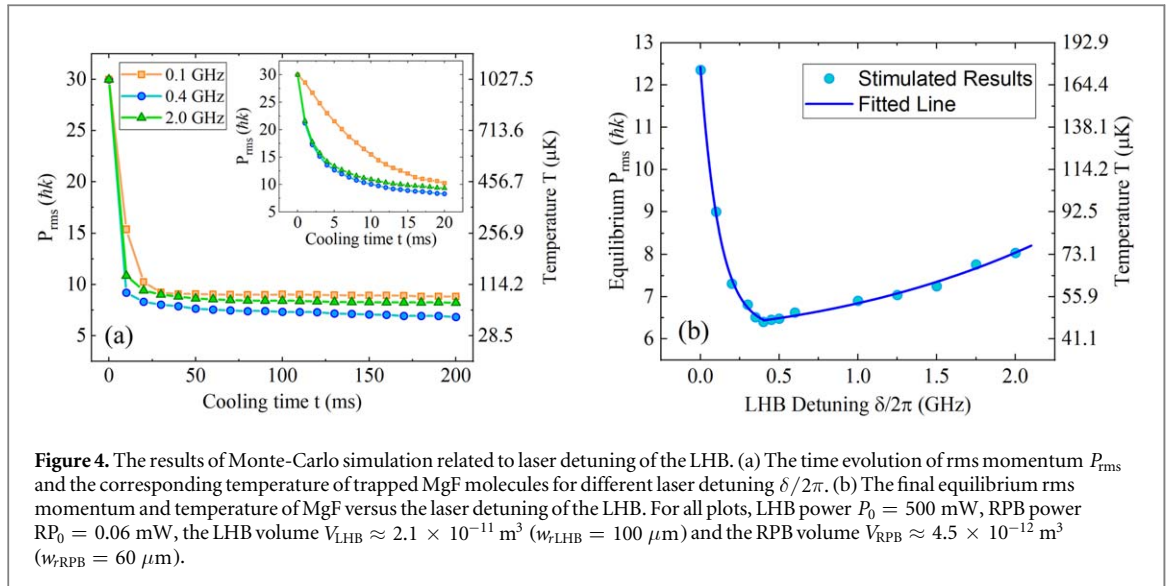 30
25
20
15
10
5
P_rms (ħk)
0.1 GHz
0.4 GHz
2.0 GHz
30
25
20
15
10
5
P_rms (ħk)
0 5 10 15 20
Cooling time t (ms)
1027.5
713.6
456.7
256.9
114.2
28.5
Temperature T (μK)
(a)
0 50 100 150 200
Cooling time t (ms)
13
12
11
10
9
8
7
6
Equilibrium P_rms (ħk)
Stimulated Results
Fitted Line
192.9
164.4
138.1
114.2
92.5
73.1
55.9
41.1
Temperature T (μK)
(b)
0.0 0.5 1.0 1.5 2.0
LHB Detuning δ/2π (GHz)
Figure 4. The results of Monte-Carlo simulation related to laser detuning of the LHB. (a) The time evolution of rms momentum P_rms
and the corresponding temperature of trapped MgF molecules for different laser detuning δ/2π. (b) The final equilibrium rms
momentum and temperature of MgF versus the laser detuning of the LHB. For all plots, LHB power P₀ = 500 mW, RPB power
RP₀ = 0.06 mW, the LHB volume V_LHB ≈ 2.1 × 10⁻¹¹ m³ (w_rLHB = 100 μm) and the RPB volume V_RPB ≈ 4.5 × 10⁻¹² m³
(w_rRPB = 60 μm).